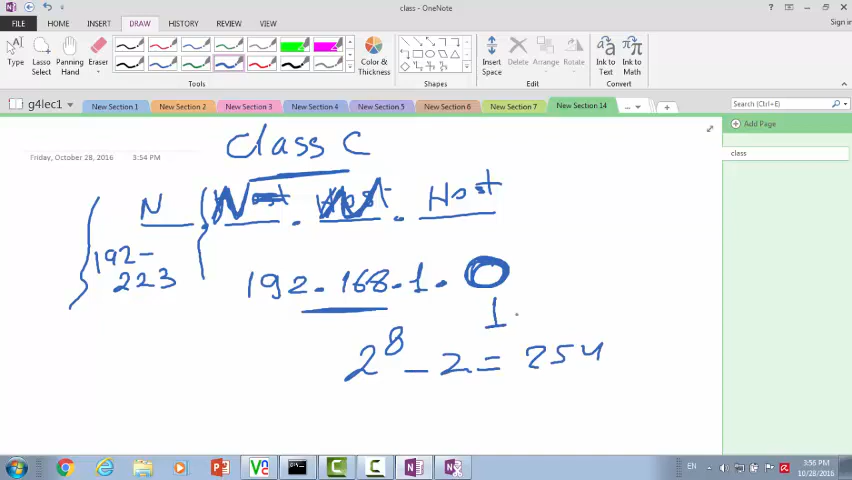 class - OneNote
FILE HOME INSERT DRAW HISTORY REVIEW VIEW
Sign in
Type Lasso Select Panning Hand Eraser Color & Thickness Insert Space Delete Arrange Rotate Ink to Text Ink to Math
Tools Shapes Edit Convert
g4lec1 New Section 1 New Section 2 New Section 3 New Section 4 New Section 5 New Section 6 New Section 7 New Section 14 ... + Search (Ctrl+E)
Add Page
class
Friday, October 28, 2016 3:54 PM
Class C
N . . Host
192-
223
192.168.1.0
1
2^8 - 2 = 254
EN 3:56 PM
10/28/2016